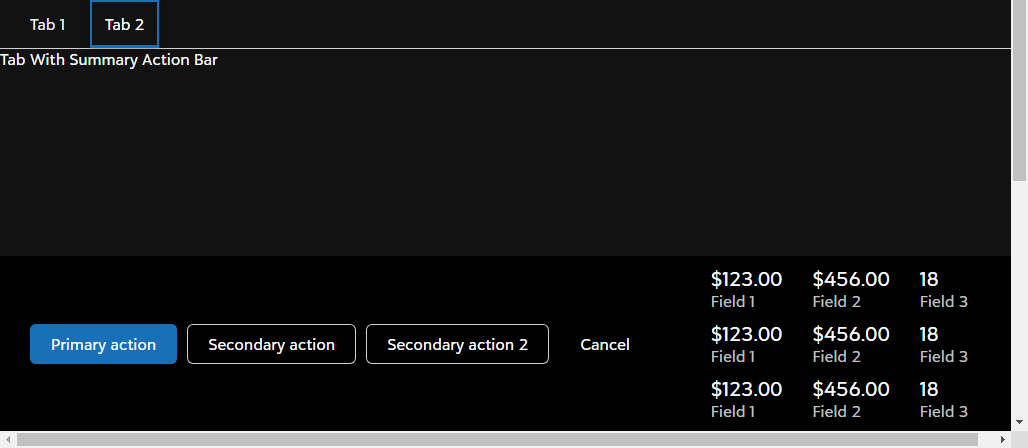 Tab 1 Tab 2
Tab With Summary Action Bar
$123.00 $456.00 18
Field 1 Field 2 Field 3
Primary action Secondary action Secondary action 2 Cancel
$123.00 $456.00 18
Field 1 Field 2 Field 3
$123.00 $456.00 18
Field 1 Field 2 Field 3